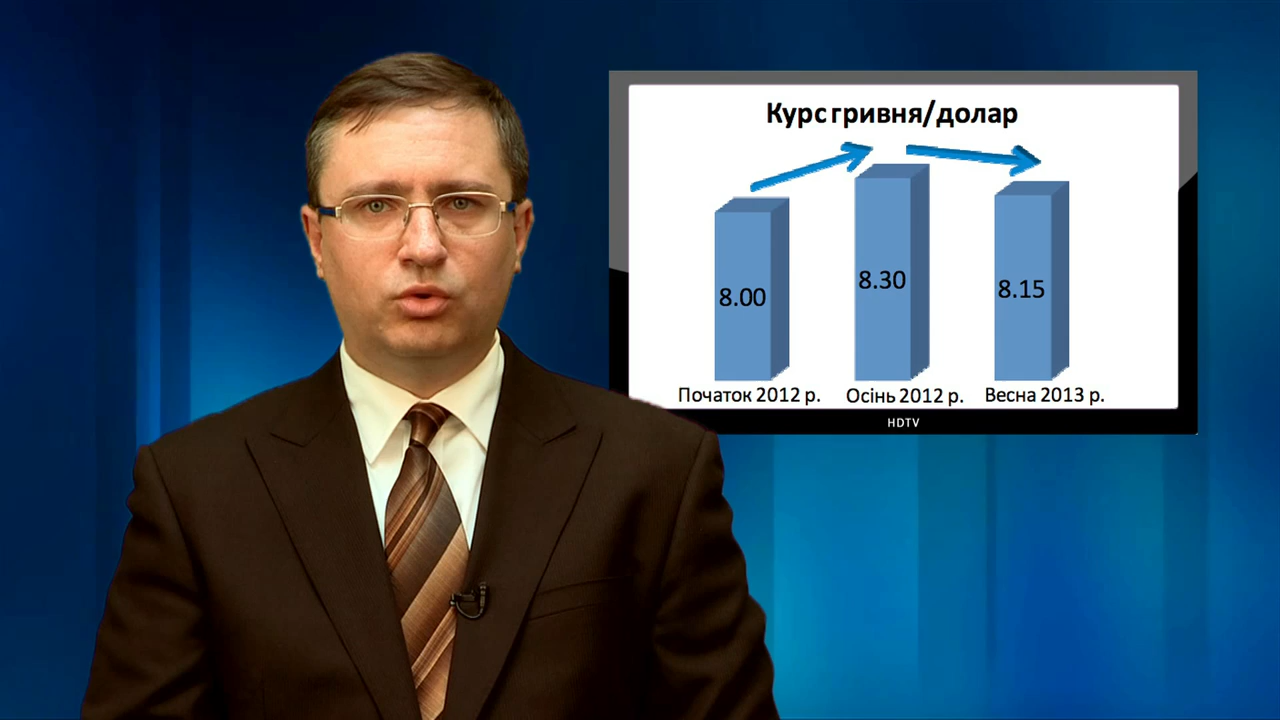 Курс гривня/долар
8.00
8.30
8.15
Початок 2012 р.
Осінь 2012 р.
Весна 2013 р.
HDTV